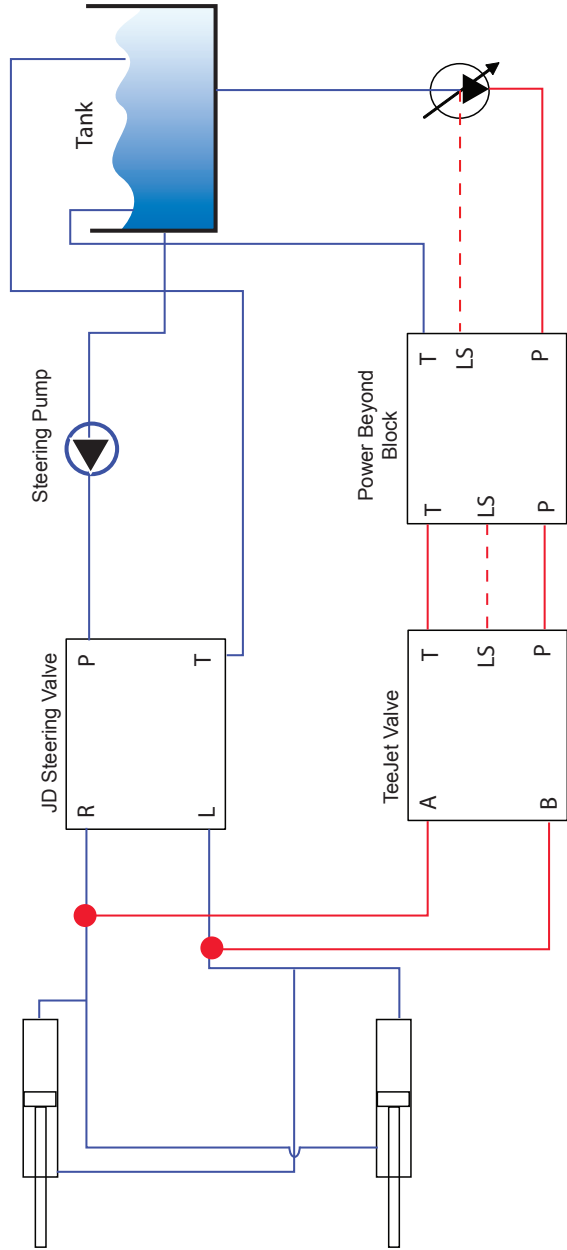 Tank
Steering Pump
JD Steering Valve
R
P
L
T
Power Beyond
Block
T
LS
P
T
LS
P
TeeJet Valve
A
B
T
LS
P